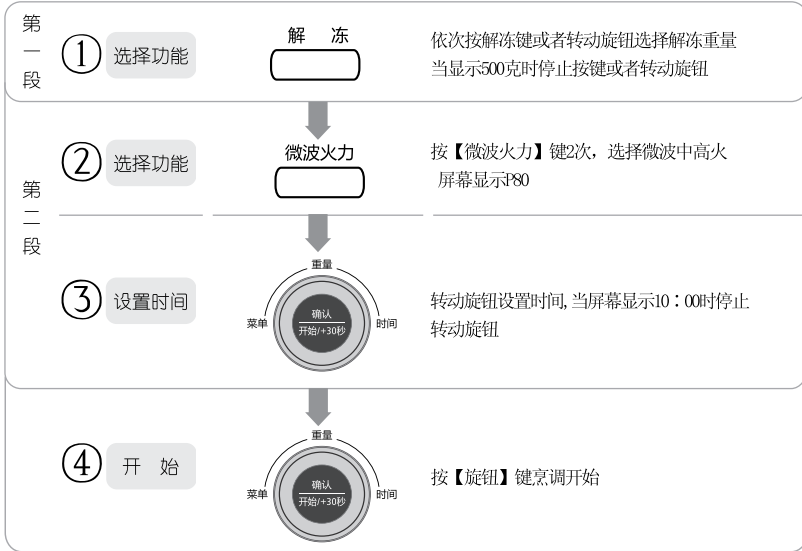 第一段
① 选择功能
解 冻
依次按解冻键或者转动旋钮选择解冻重量
当显示500克时停止按键或者转动旋钮
第二段
② 选择功能
微波火力
按【微波火力】键2次，选择微波中高火
屏幕显示P80
③ 设置时间
重量
菜单
确认
开始/+30秒
时间
转动旋钮设置时间,当屏幕显示10：00时停止
转动旋钮
④ 开 始
重量
菜单
确认
开始/+30秒
时间
按【旋钮】键烹调开始